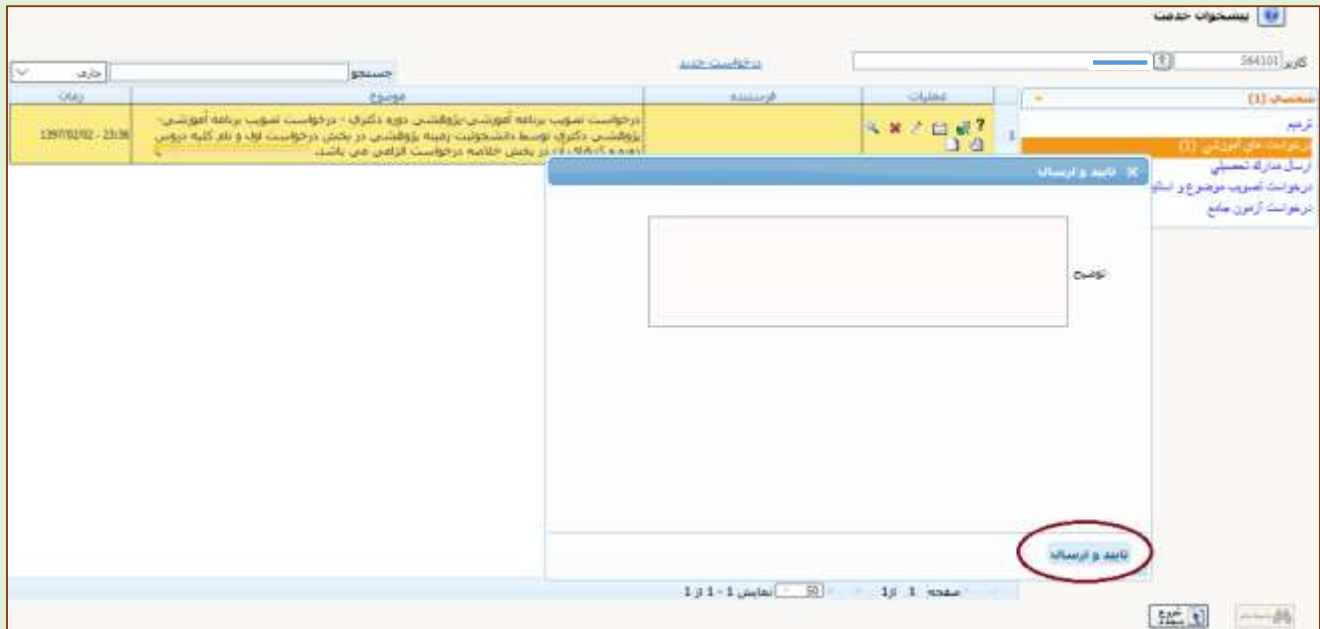 پیشخوان خدمت
کاربر 564101
درخواست جدید
جستجو
جاری
عملیات
فرستنده
موضوع
زمان
شخصی (1)
ترمیم
درخواست های آموزشی (1)
ارسال مدارک تحصیلی
درخواست تصویب موضوع و
درخواست آزمون جامع
1
درخواست تصویب برنامه آموزشی-پژوهشی دوره دکتری - درخواست تصویب برنامه آموزشی-
پژوهشی دکتری توسط دانشجو،ثبت زمینه پژوهشی در بخش درخواست اول و نام کلیه دروس
در بخش خلاصه درخواست الزامی می باشد.
1397/02/02 - 23:36
تایید و ارسال
توضیح
تایید و ارسال
صفحه 1 از 1
50
نمایش 1 - 1 از 1